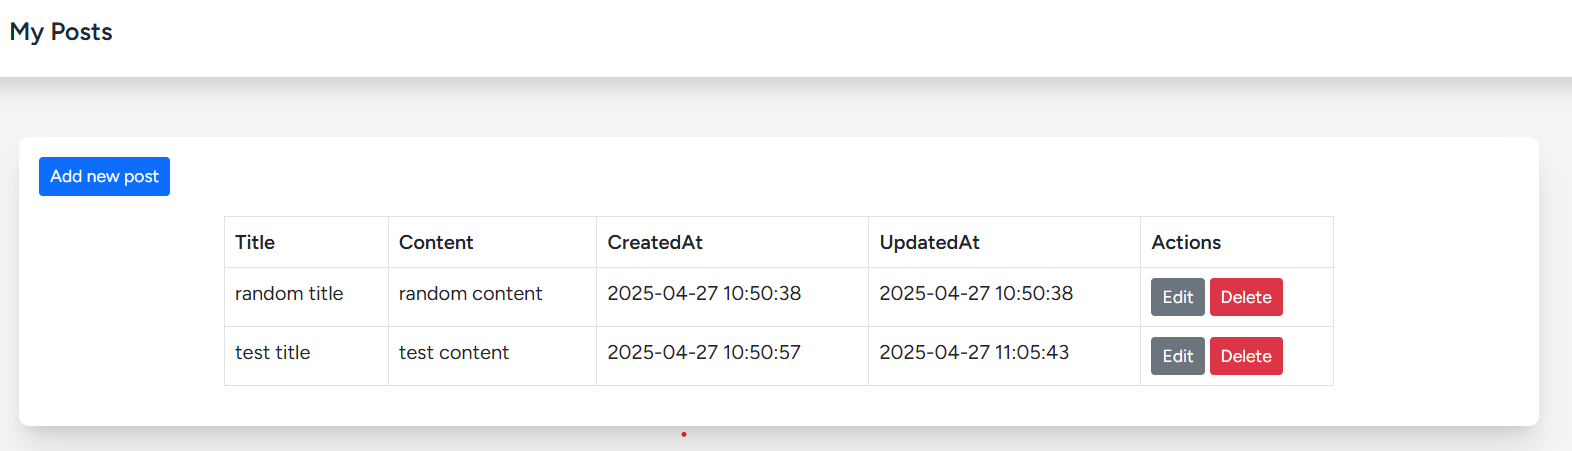 My Posts
Add new post
Title Content CreatedAt UpdatedAt Actions
random title random content 2025-04-27 10:50:38 2025-04-27 10:50:38 Edit Delete
test title test content 2025-04-27 10:50:57 2025-04-27 11:05:43 Edit Delete